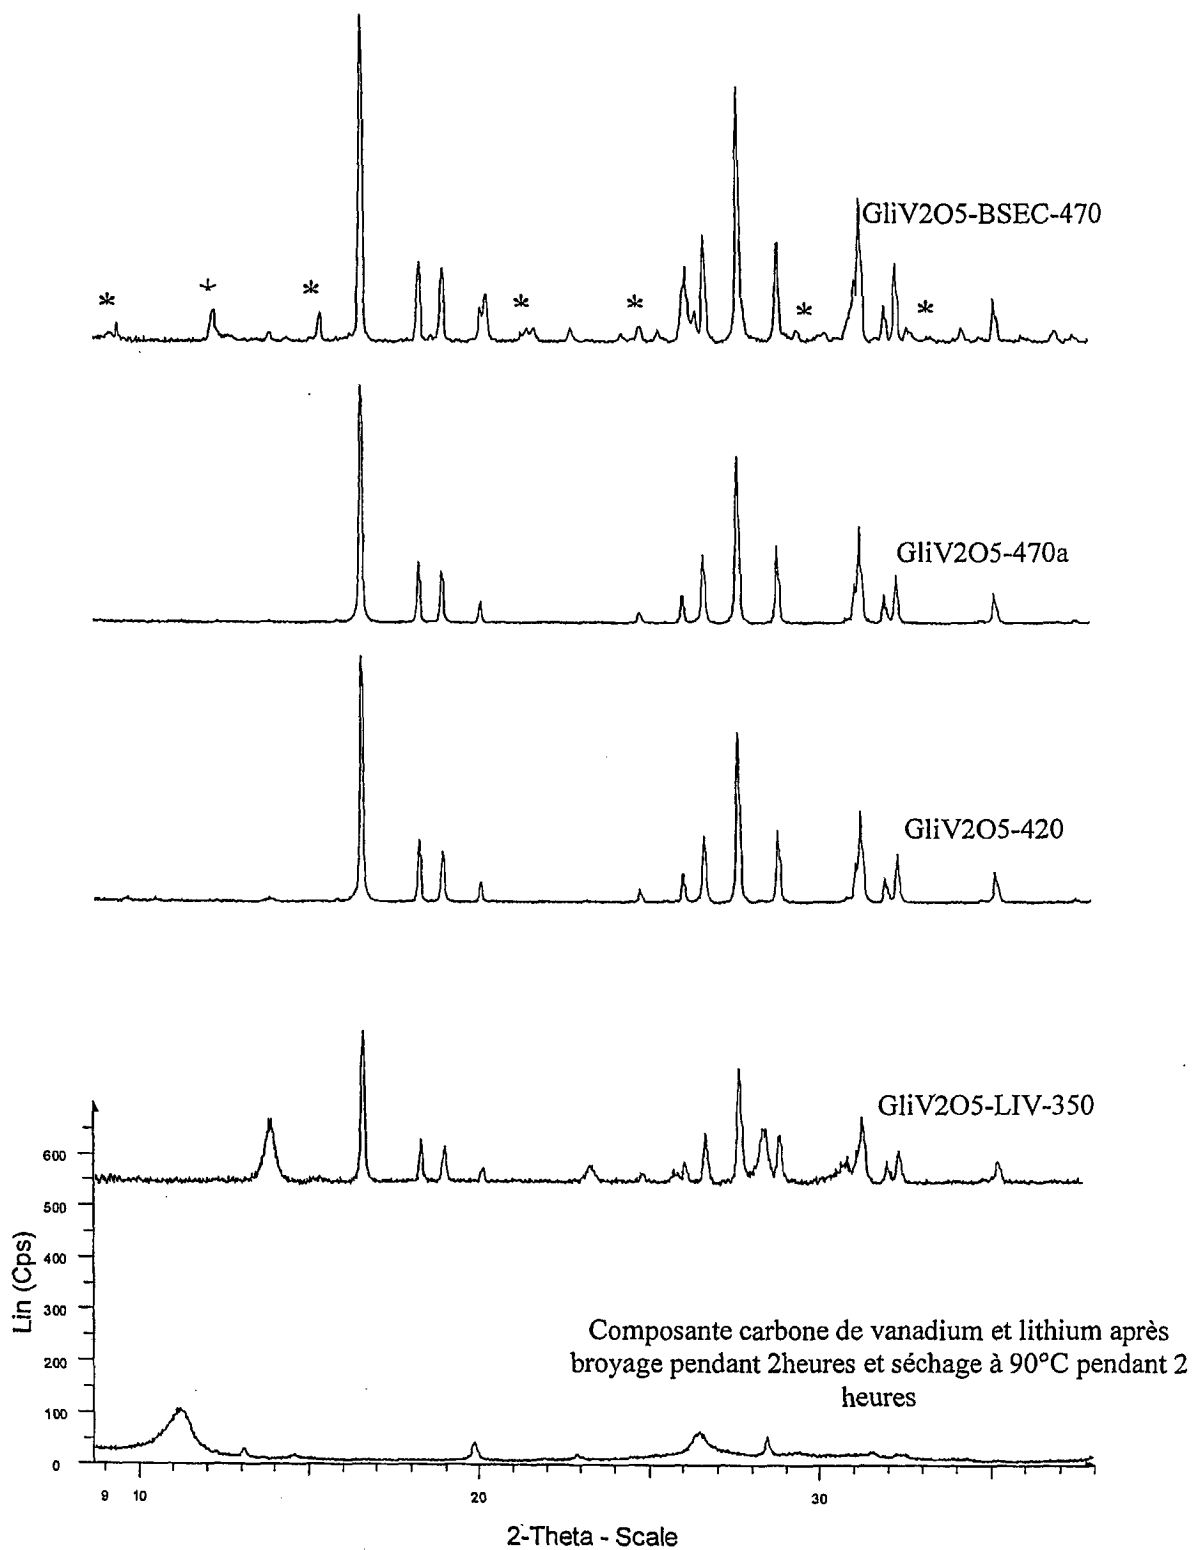 GliV2O5-BSEC-470
* * * * * * *
GliV2O5-470a
GliV2O5-420
GliV2O5-LIV-350
600
500
400
300
200
100
0
Lin (Cps)
Composante carbone de vanadium et lithium après
broyage pendant 2heures et séchage à 90°C pendant 2
heures
9 10 20 30
2-Theta - Scale